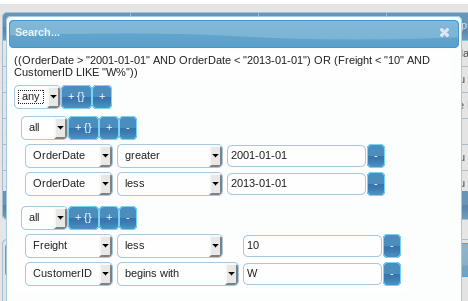 Search...
((OrderDate > "2001-01-01" AND OrderDate < "2013-01-01") OR (Freight < "10" AND
CustomerID LIKE "W%"))
any + {} +
all + {} + -
OrderDate greater 2001-01-01 -
OrderDate less 2013-01-01 -
all + {} + -
Freight less 10 -
CustomerID begins with W -